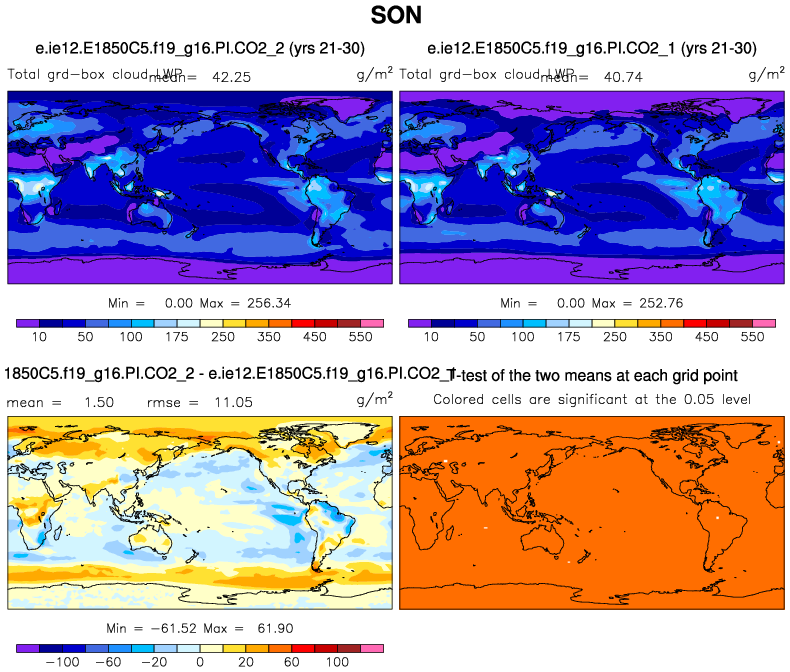 SON
e.ie12.E1850C5.f19_g16.PI.CO2_2 (yrs 21-30)
e.ie12.E1850C5.f19_g16.PI.CO2_1 (yrs 21-30)
Total grd-box cloud LWP mean= 42.25 g/m²
Total grd-box cloud LWP mean= 40.74 g/m²
Min = 0.00 Max = 256.34
Min = 0.00 Max = 252.76
10 50 100 175 250 350 450 550
10 50 100 175 250 350 450 550
1850C5.f19_g16.PI.CO2_2 - e.ie12.E1850C5.f19_g16.PI.CO2_1
T-test of the two means at each grid point
mean = 1.50 rmse = 11.05 g/m²
Colored cells are significant at the 0.05 level
Min = -61.52 Max = 61.90
-100 -60 -20 0 20 60 100